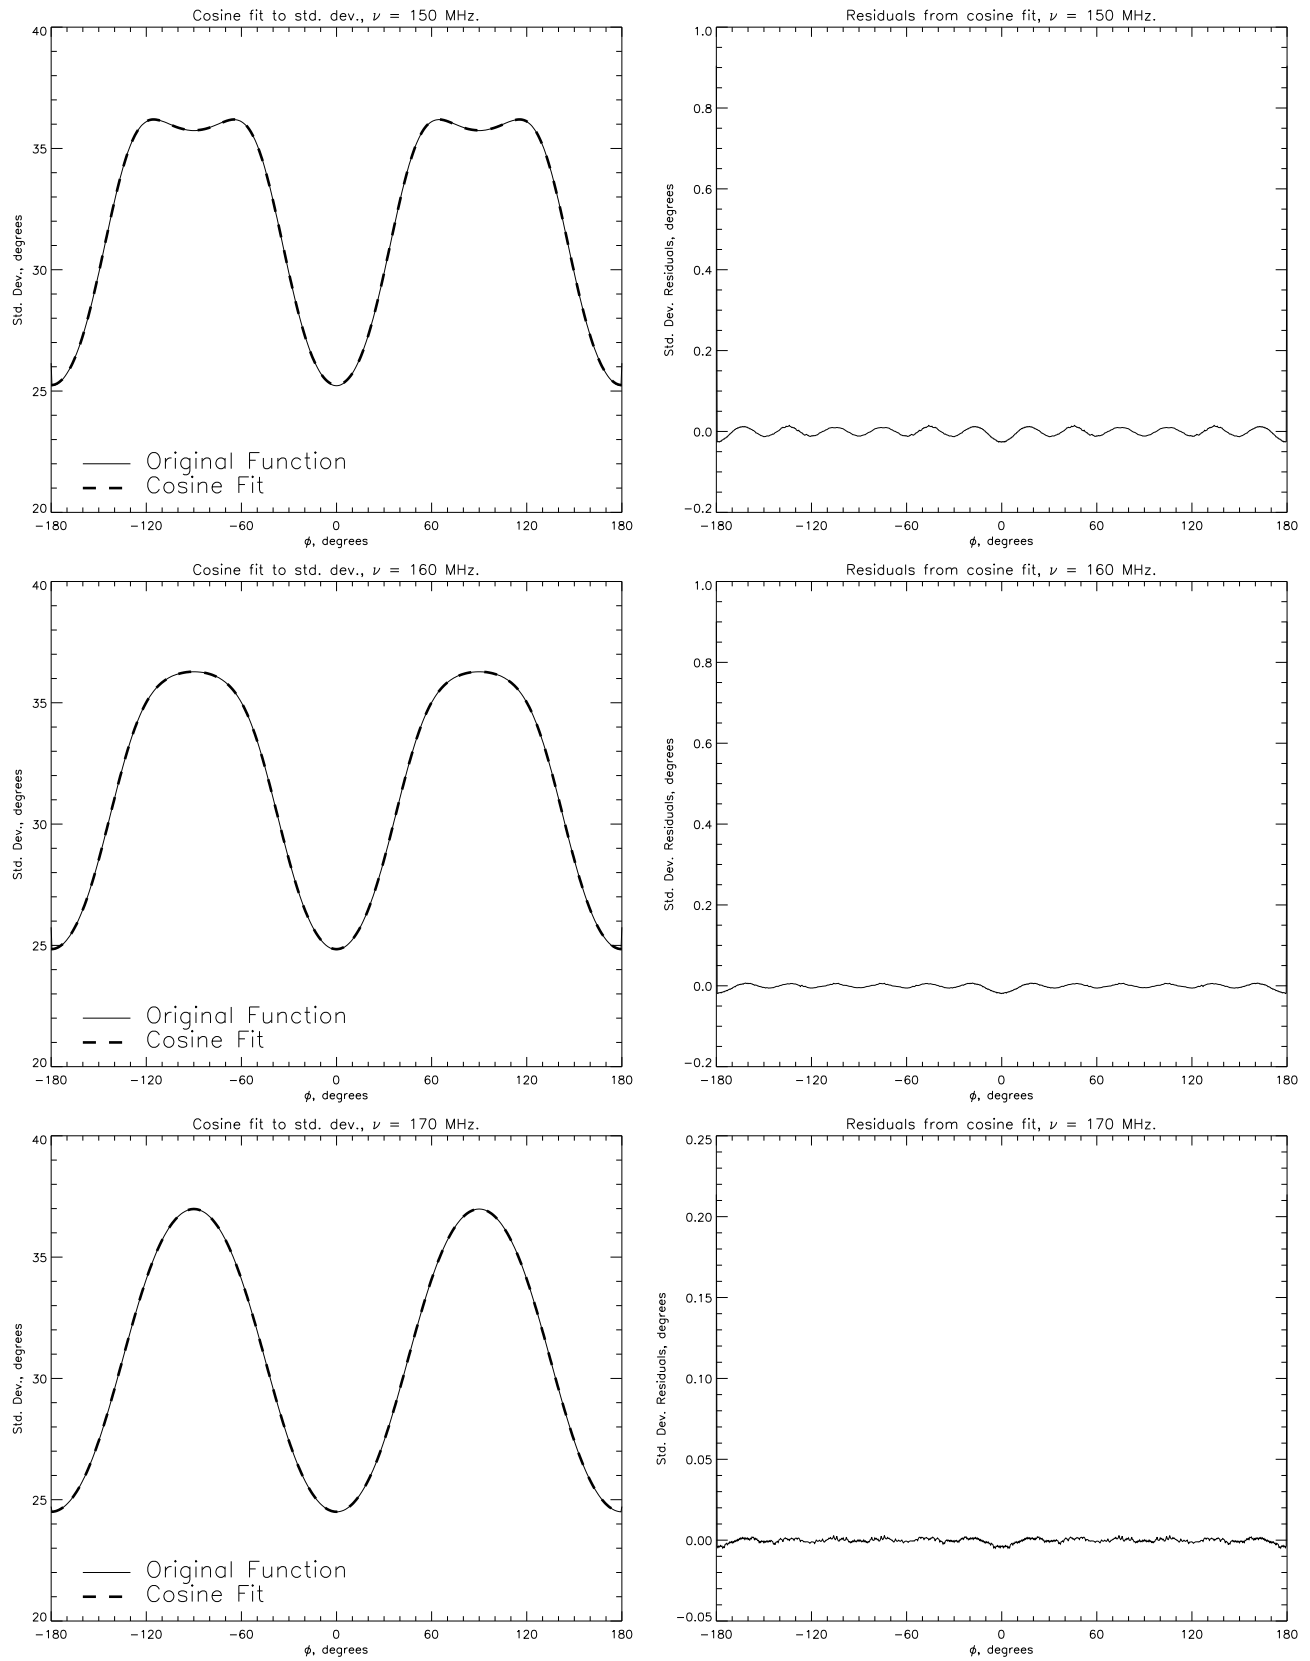 Cosine fit to std. dev., ν = 150 MHz.
40
35
30
25
20
Std. Dev., degrees
-180 -120 -60 0 60 120 180
φ, degrees
Original Function
Cosine Fit
Residuals from cosine fit, ν = 150 MHz.
1.0
0.8
0.6
0.4
0.2
0.0
-0.2
Std. Dev. Residuals, degrees
-180 -120 -60 0 60 120 180
φ, degrees
Cosine fit to std. dev., ν = 160 MHz.
40
35
30
25
20
Std. Dev., degrees
-180 -120 -60 0 60 120 180
φ, degrees
Original Function
Cosine Fit
Residuals from cosine fit, ν = 160 MHz.
1.0
0.8
0.6
0.4
0.2
0.0
-0.2
Std. Dev. Residuals, degrees
-180 -120 -60 0 60 120 180
φ, degrees
Cosine fit to std. dev., ν = 170 MHz.
40
35
30
25
20
Std. Dev., degrees
-180 -120 -60 0 60 120 180
φ, degrees
Original Function
Cosine Fit
Residuals from cosine fit, ν = 170 MHz.
0.25
0.20
0.15
0.10
0.05
0.00
-0.05
Std. Dev. Residuals, degrees
-180 -120 -60 0 60 120 180
φ, degrees